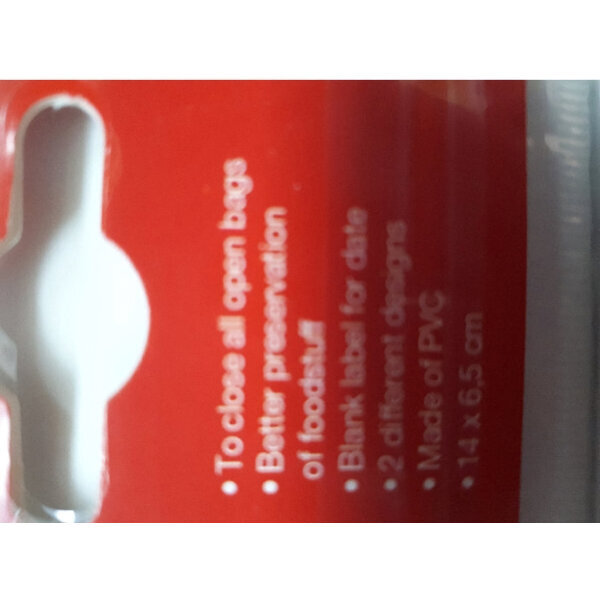 • To close all open bags
• Better preservation
of foodstuff
• Blank label for date
• 2 different designs
• Made of PVC
• 14 x 6,5 cm